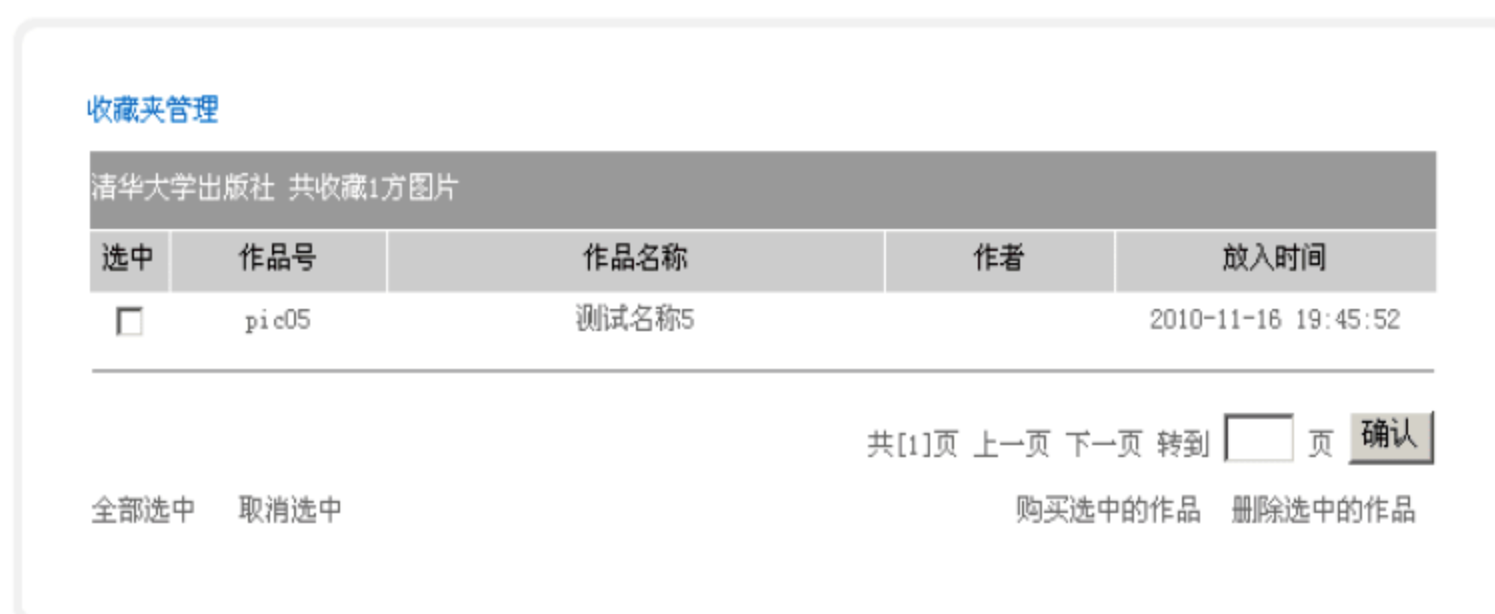 收藏夹管理
清华大学出版社 共收藏1方图片
选中 作品号 作品名称 作者 放入时间
pic05 测试名称5 2010-11-16 19:45:52
共[1]页 上一页 下一页 转到 页 确认
全部选中 取消选中 购买选中的作品 删除选中的作品